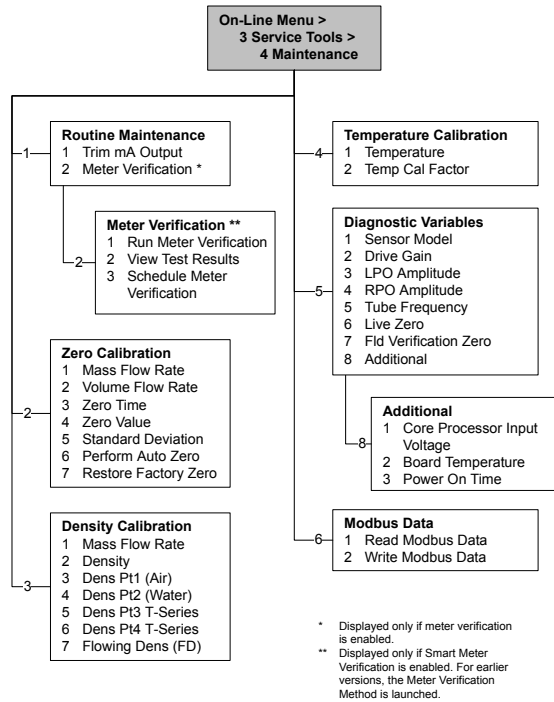 On-Line Menu >
3 Service Tools >
4 Maintenance
1
Routine Maintenance
1 Trim mA Output
2 Meter Verification *
2
Meter Verification **
1 Run Meter Verification
2 View Test Results
3 Schedule Meter
Verification
2
Zero Calibration
1 Mass Flow Rate
2 Volume Flow Rate
3 Zero Time
4 Zero Value
5 Standard Deviation
6 Perform Auto Zero
7 Restore Factory Zero
3
Density Calibration
1 Mass Flow Rate
2 Density
3 Dens Pt1 (Air)
4 Dens Pt2 (Water)
5 Dens Pt3 T-Series
6 Dens Pt4 T-Series
7 Flowing Dens (FD)
4
Temperature Calibration
1 Temperature
2 Temp Cal Factor
5
Diagnostic Variables
1 Sensor Model
2 Drive Gain
3 LPO Amplitude
4 RPO Amplitude
5 Tube Frequency
6 Live Zero
7 Fld Verification Zero
8 Additional
8
Additional
1 Core Processor Input
Voltage
2 Board Temperature
3 Power On Time
6
Modbus Data
1 Read Modbus Data
2 Write Modbus Data
* Displayed only if meter verification
is enabled.
** Displayed only if Smart Meter
Verification is enabled. For earlier
versions, the Meter Verification
Method is launched.